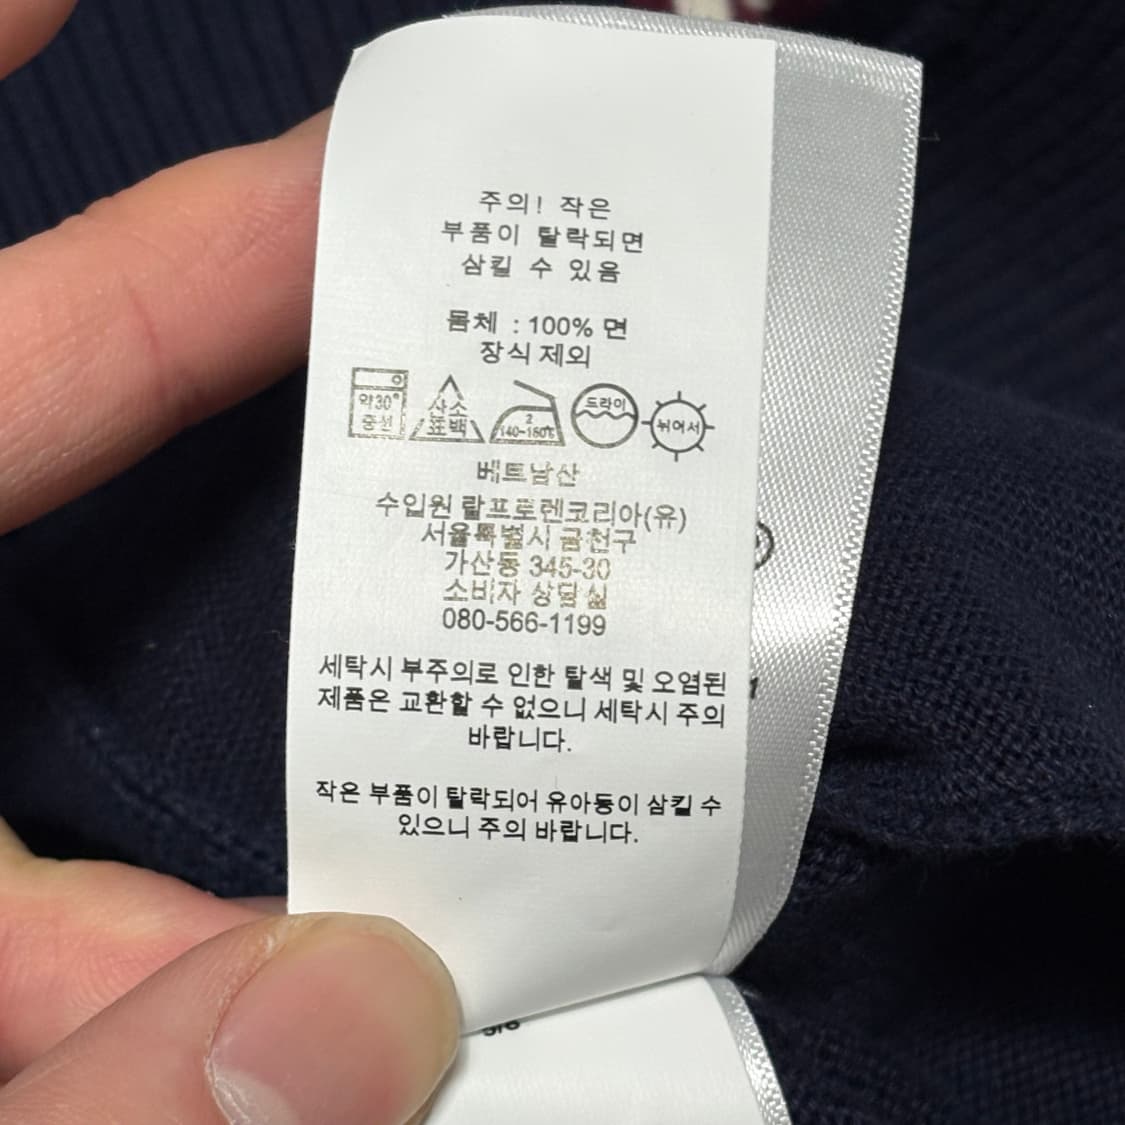 주의! 작은
부품이 탈락되면
삼킬 수 있음
몸체 : 100% 면
장식 제외
약30°
중성
산소
표백
2
140~160℃
드라이
뉘어서
베트남산
수입원 랄프로렌코리아(유)
서울특별시 금천구
가산동 345-30
소비자 상담실
080-566-1199
세탁시 부주의로 인한 탈색 및 오염된
제품은 교환할 수 없으니 세탁시 주의
바랍니다.
작은 부품이 탈락되어 유아등이 삼킬 수
있으니 주의 바랍니다.